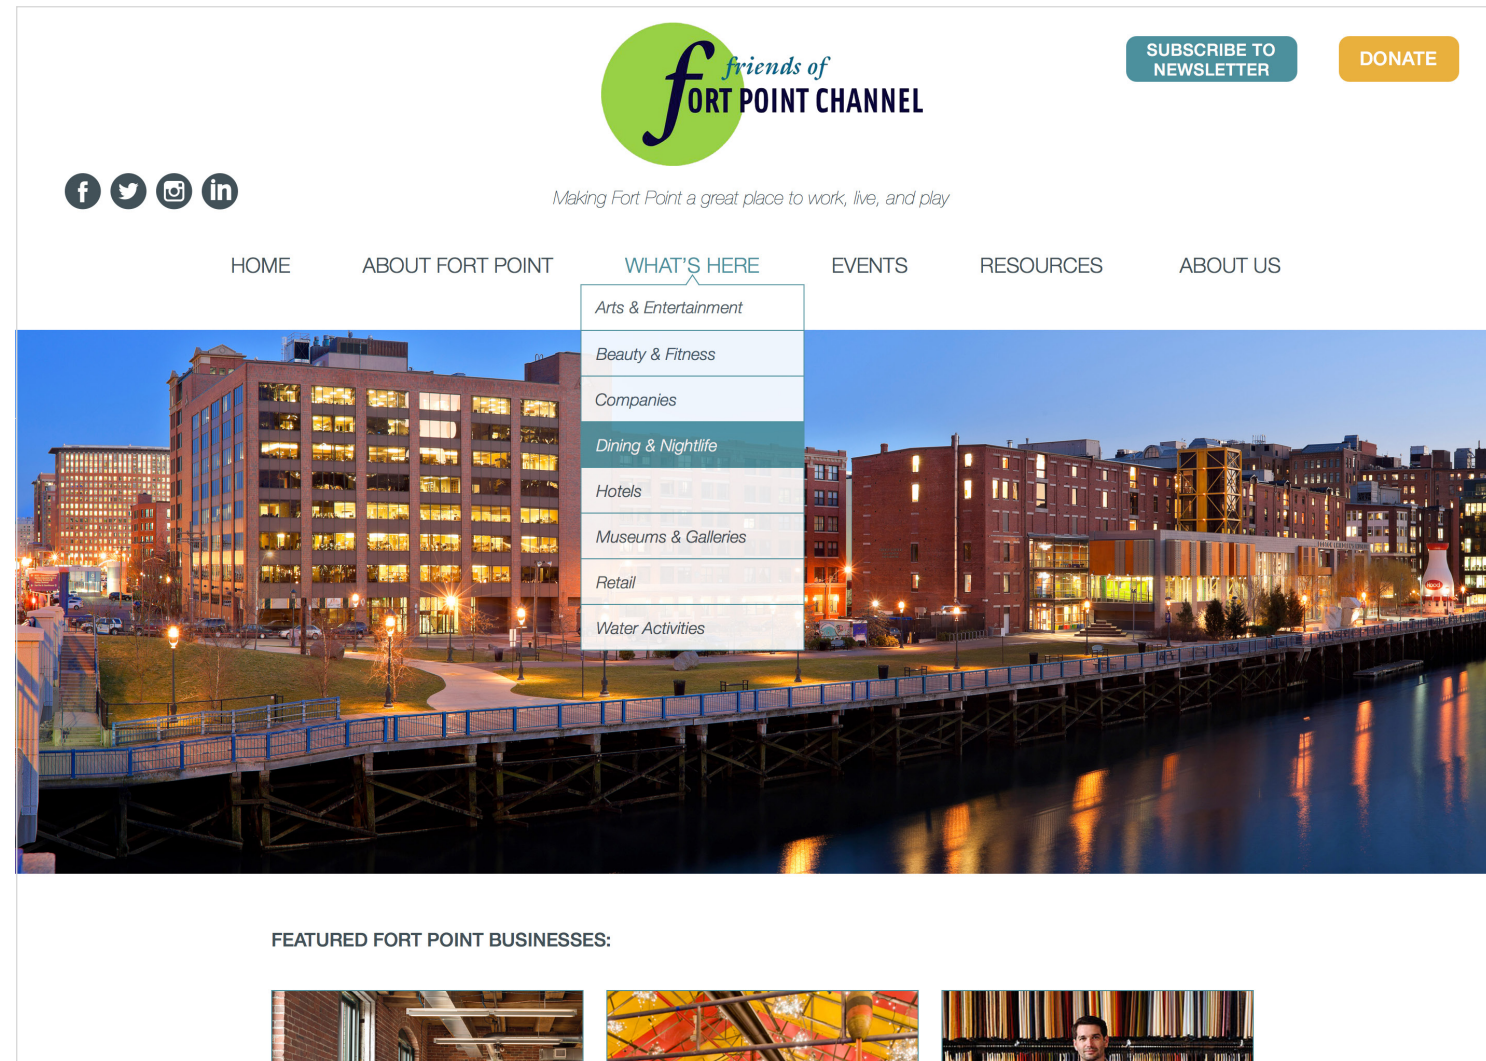 friends of
FORT POINT CHANNEL
SUBSCRIBE TO
NEWSLETTER
DONATE
Making Fort Point a great place to work, live, and play
HOME
ABOUT FORT POINT
WHAT'S HERE
EVENTS
RESOURCES
ABOUT US
Arts & Entertainment
Beauty & Fitness
Companies
Dining & Nightlife
Hotels
Museums & Galleries
Retail
Water Activities
HOOD
FEATURED FORT POINT BUSINESSES: